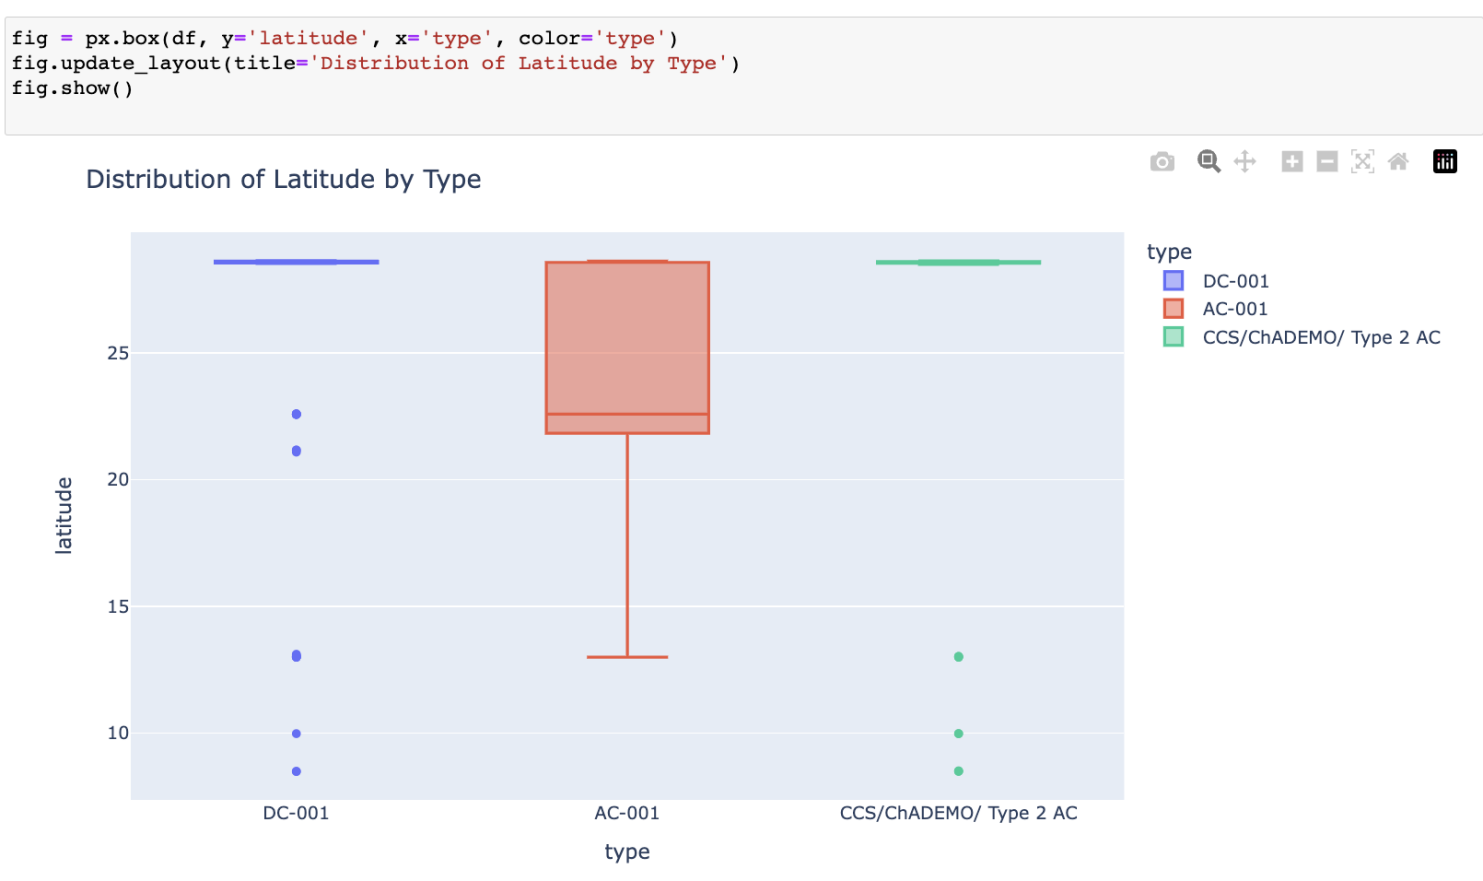 fig = px.box(df, y='latitude', x='type', color='type')
fig.update_layout(title='Distribution of Latitude by Type')
fig.show()
Distribution of Latitude by Type
type
DC-001
AC-001
CCS/ChADEMO/ Type 2 AC
25
20
15
10
latitude
DC-001
AC-001
CCS/ChADEMO/ Type 2 AC
type